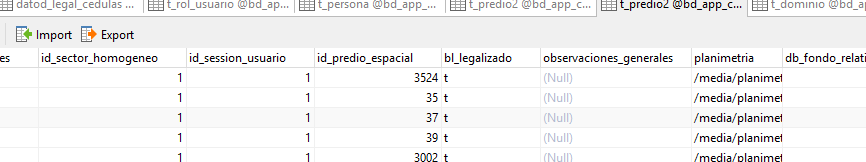 datod_legal_cedulas t_rol_usuario @bd_app_c... t_persona @bd_app_co... t_predio2 @bd_app_c... t_predio2 @bd_app_c... t_dominio @bd_app_
Import Export
es id_sector_homogeneo id_session_usuario id_predio_espacial bl_legalizado observaciones_generales planimetria db_fondo_relati
1 1 3524 t (Null) /media/planimet
1 1 35 t (Null) /media/planimet
1 1 37 t (Null) /media/planimet
1 1 39 t (Null) /media/planimet
1 1 3002 t (Null) /media/planimet